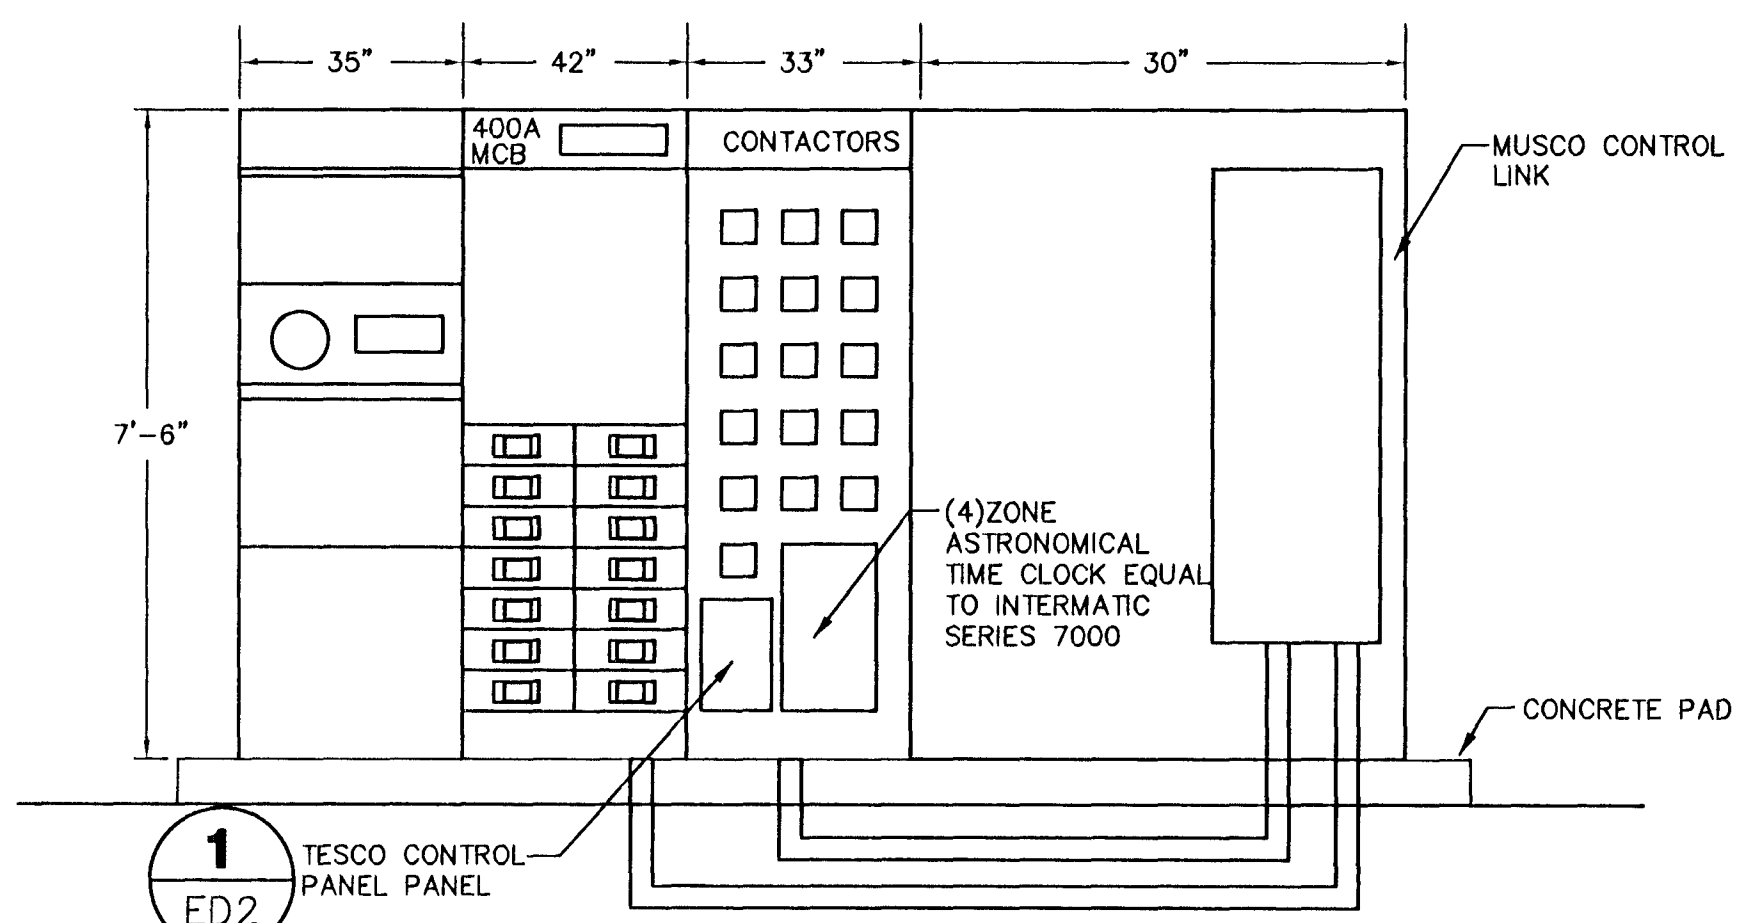 35"
42"
33"
30"
400A
MCB
CONTACTORS
MUSCO CONTROL
LINK
7'-6"
(4)ZONE
ASTRONOMICAL
TIME CLOCK EQUAL
TO INTERMATIC
SERIES 7000
CONCRETE PAD
1
ED2
TESCO CONTROL
PANEL PANEL